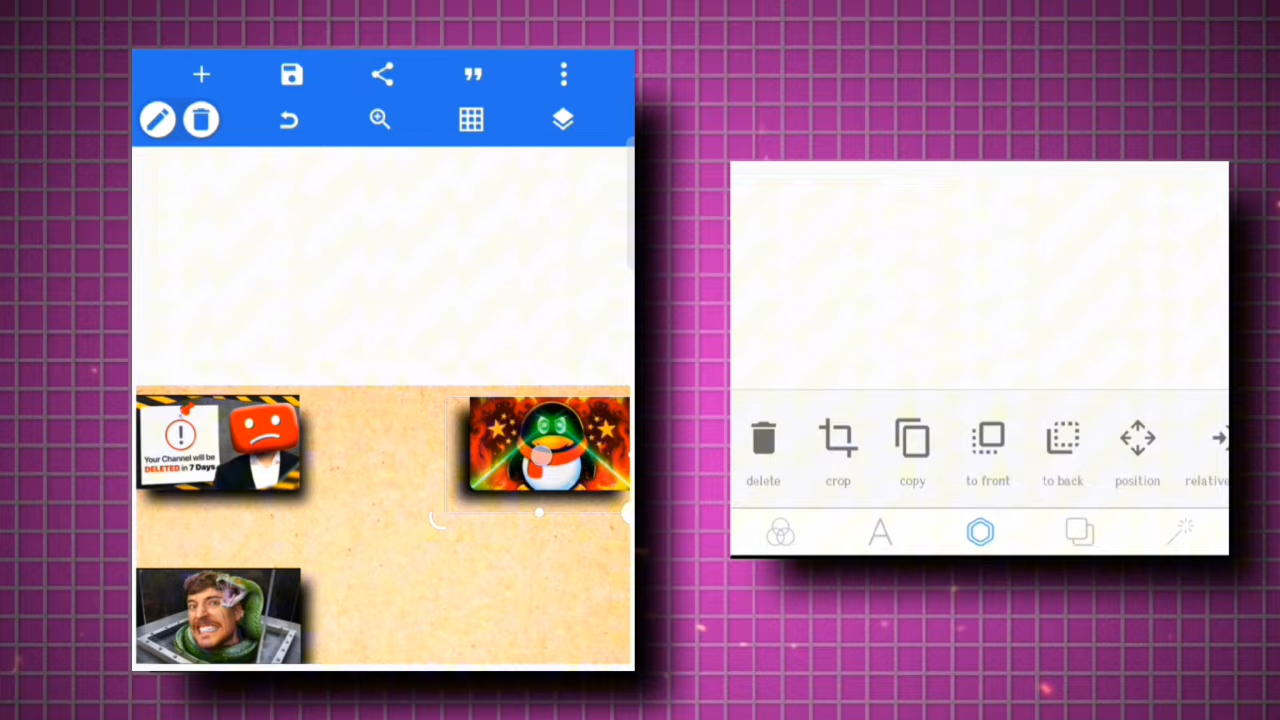 Your Channel will be
DELETED in 7 Days
delete
crop
copy
to front
to back
position
relative